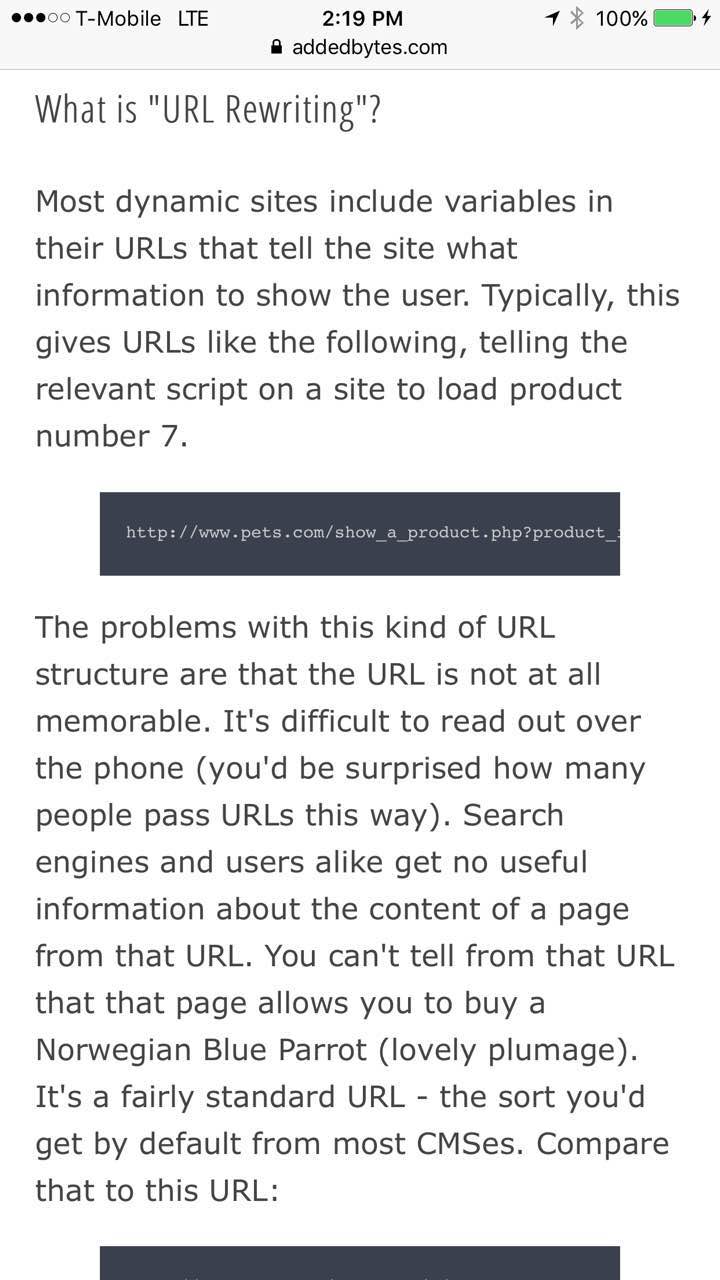 T-Mobile LTE 2:19 PM 100%
addedbytes.com
What is "URL Rewriting"?
Most dynamic sites include variables in
their URLs that tell the site what
information to show the user. Typically, this
gives URLs like the following, telling the
relevant script on a site to load product
number 7.
http://www.pets.com/show_a_product.php?product_
The problems with this kind of URL
structure are that the URL is not at all
memorable. It's difficult to read out over
the phone (you'd be surprised how many
people pass URLs this way). Search
engines and users alike get no useful
information about the content of a page
from that URL. You can't tell from that URL
that that page allows you to buy a
Norwegian Blue Parrot (lovely plumage).
It's a fairly standard URL - the sort you'd
get by default from most CMSes. Compare
that to this URL: